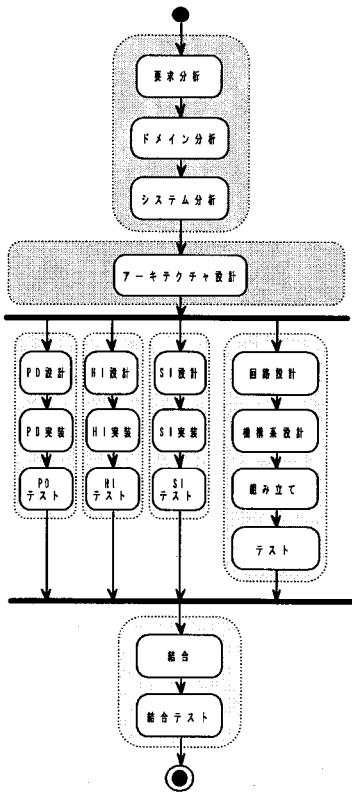 要求分析
ドメイン分析
システム分析
アーキテクチャ設計
PD設計
HI設計
SI設計
回路設計
PD実装
HI実装
SI実装
機構系設計
PD
テスト
HI
テスト
SI
テスト
組み立て
テスト
結合
結合テスト